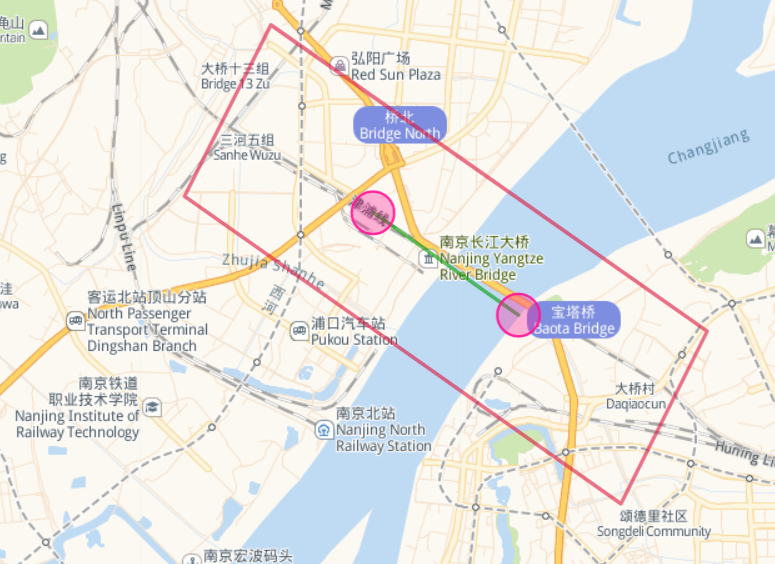 龟山
ntain
弘阳广场
Red Sun Plaza
大桥十三组
Bridge 13 Zu
桥北
Bridge North
三河五组
Sanhe Wuzu
Changjiang
津浦线
Linpu Line
南京长江大桥
Nanjing Yangtze
River Bridge
Zhujia Shanhe
西河
客运北站顶山分站
North Passenger
Transport Terminal
Dingshan Branch
浦口汽车站
Pukou Station
宝塔桥
Baota Bridge
南京铁道
职业技术学院
Nanjing Institute of
Railway Technology
大桥村
Daqiaocun
南京北站
Nanjing North
Railway Station
Huning Li
颂德里社区
Songdeli Community
南京宏波码头